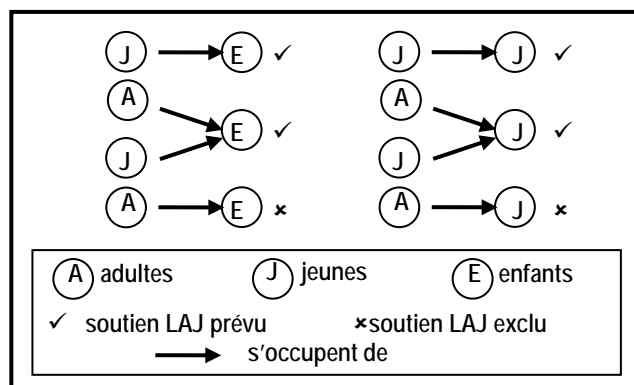 J E ✓ J J ✓
A A
E ✓ J ✓
J J
A E × A J ×
A adultes J jeunes E enfants
✓ soutien LAJ prévu ×soutien LAJ exclu
s'occupent de